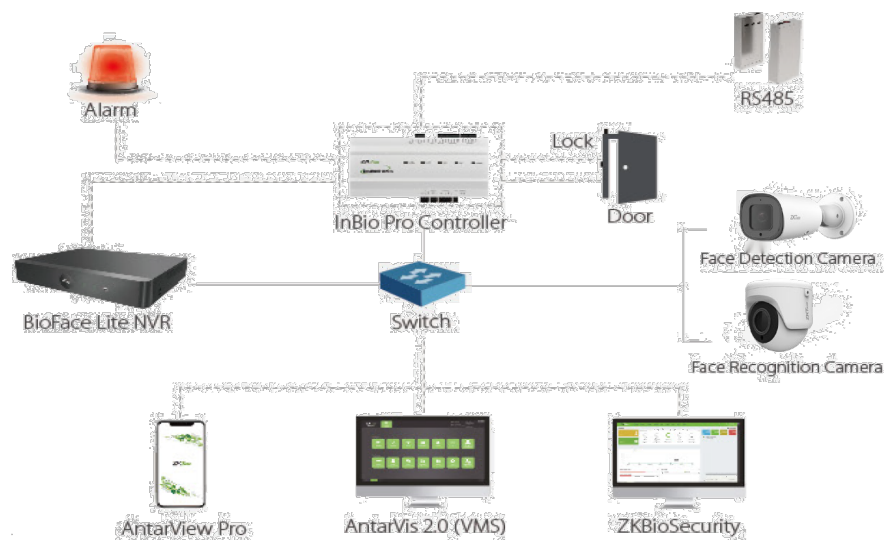 Alarm
RS485
Lock
Door
InBio Pro Controller
Face Detection Camera
BioFace Lite NVR
Switch
Face Recognition Camera
AntarView Pro
AntarVis 2.0 (VMS)
ZKBioSecurity